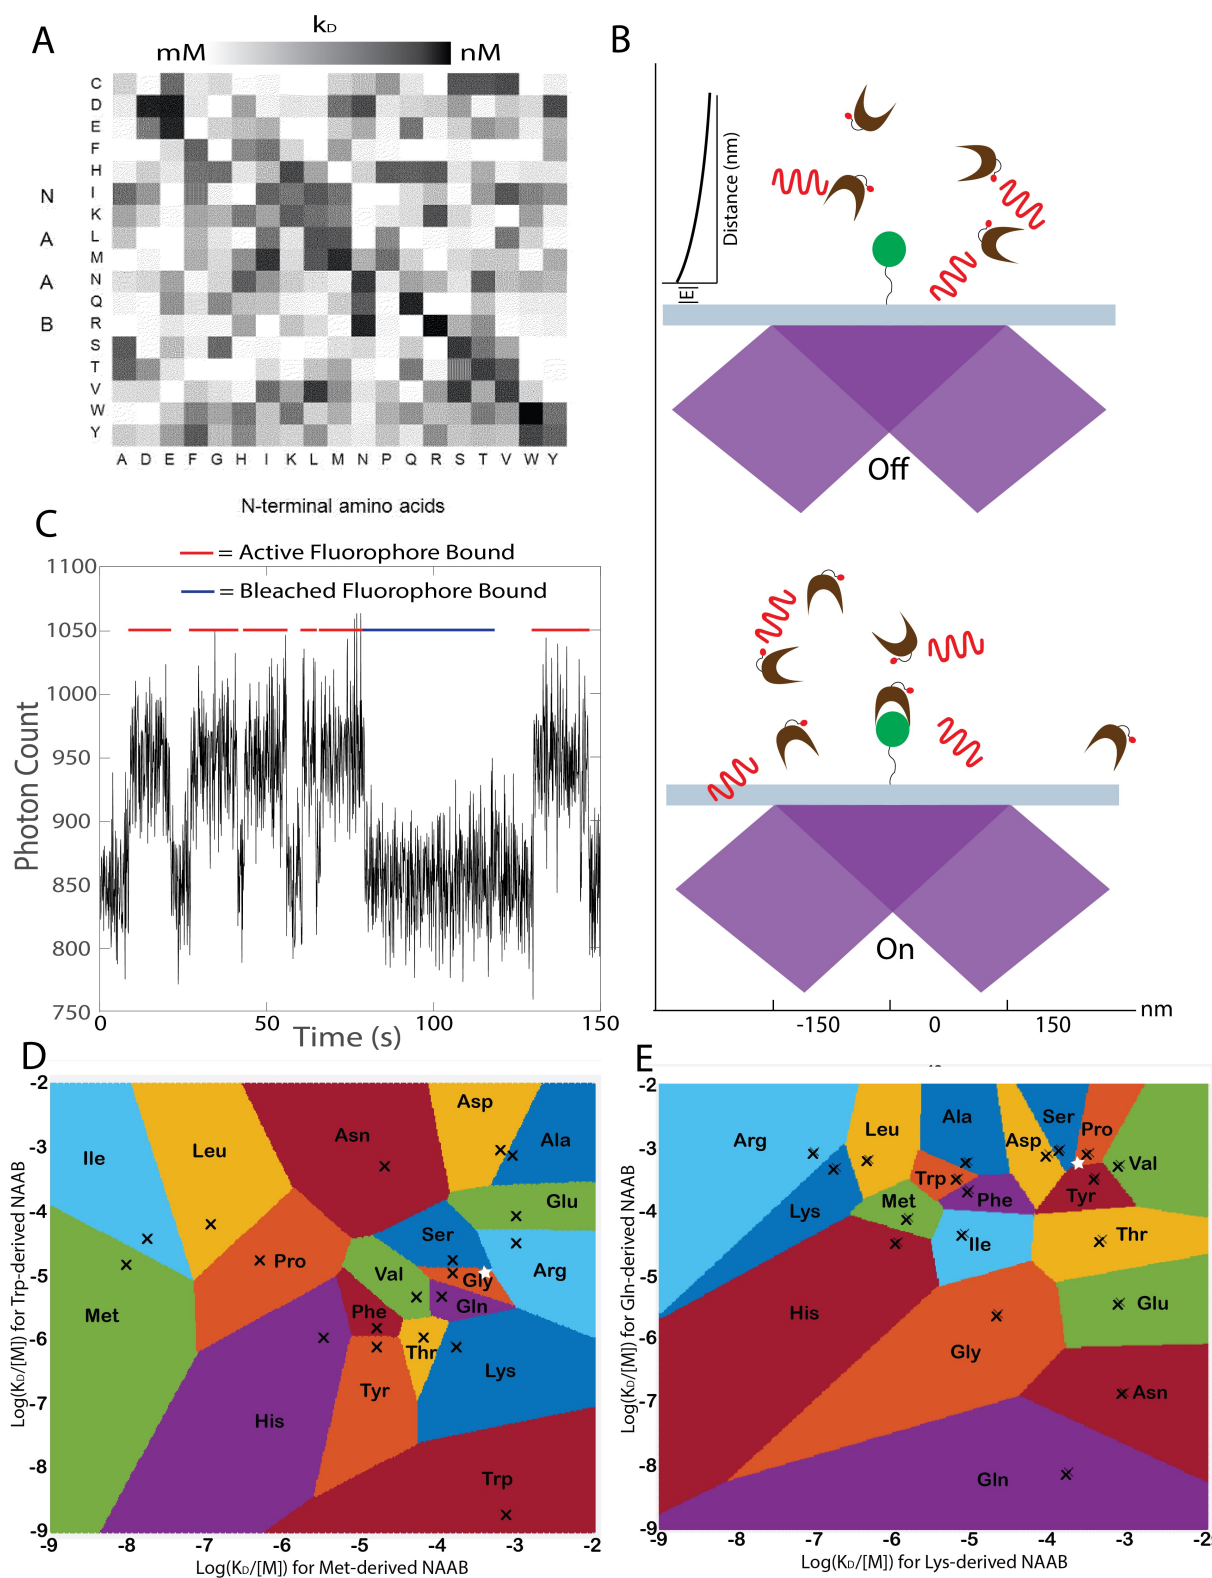 A
k_D
mM
nM
C
D
E
F
H
I
K
L
M
N
Q
R
S
T
V
W
Y
N
A
A
B
A D E F G H I K L M N P Q R S T V W Y
N-terminal amino acids
B
Distance (nm)
|E|
Off
On
-150 0 150 nm
C
= Active Fluorophore Bound
= Bleached Fluorophore Bound
Photon Count
1100
1050
1000
950
900
850
800
750
0 50 100 150
Time (s)
D
Log(K_D/[M]) for Trp-derived NAAB
-2
-3
-4
-5
-6
-7
-8
-9
Ile
Leu
Asn
Asp
Ala
Glu
Ser
Arg
Pro
Val
Gly
Gln
Met
Phe
Thr
Lys
Tyr
His
Trp
-9 -8 -7 -6 -5 -4 -3 -2
Log(K_D/[M]) for Met-derived NAAB
E
Log(K_D/[M]) for Gln-derived NAAB
-2
-3
-4
-5
-6
-7
-8
-9
Arg
Leu
Ala
Asp
Ser
Pro
Val
Trp
Phe
Tyr
Lys
Met
Ile
Thr
His
Glu
Gly
Asn
Gln
-9 -8 -7 -6 -5 -4 -3 -2
Log(K_D/[M]) for Lys-derived NAAB